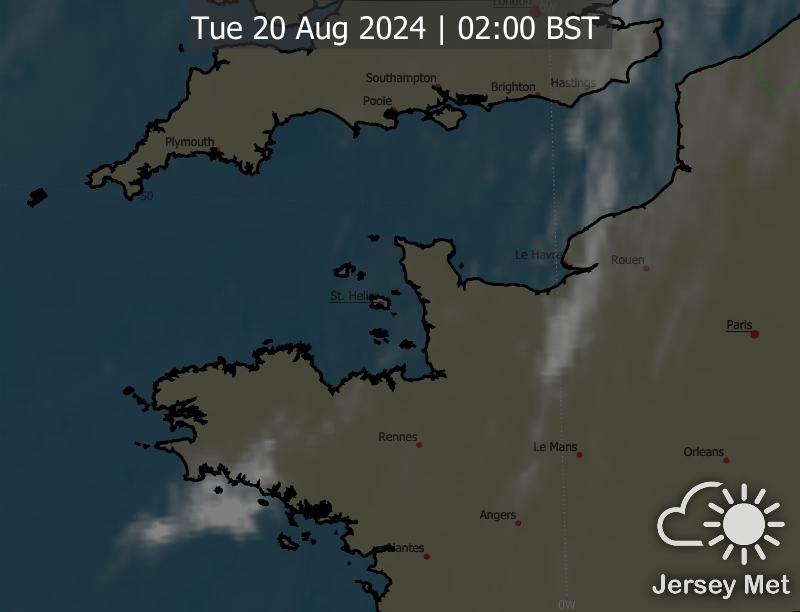 London
Tue 20 Aug 2024 | 02:00 BST
Southampton
Brighton
Hastings
Poole
Plymouth
50
Le Havre
Rouen
St. Helier
Paris
Rennes
Le Mans
Orleans
Angers
Nantes
0W
Jersey Met